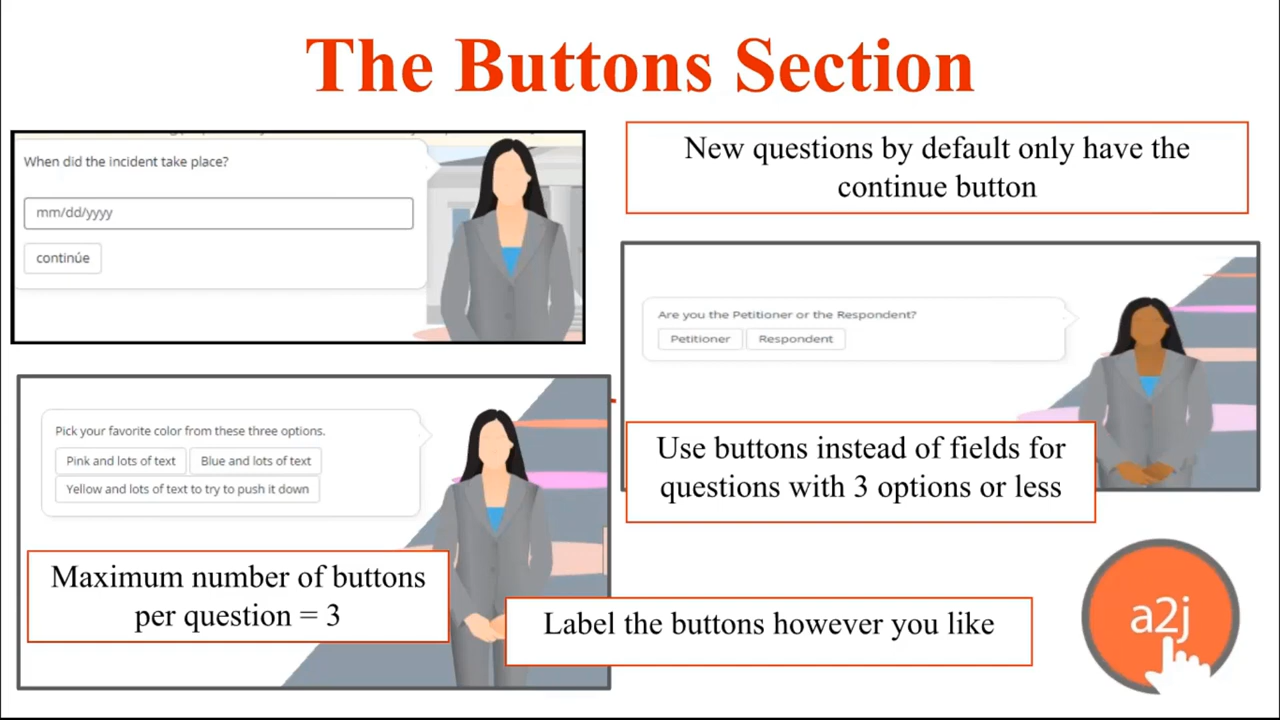 The Buttons Section
When did the incident take place?
mm/dd/yyyy
continúe
New questions by default only have the
continue button
Are you the Petitioner or the Respondent?
Petitioner Respondent
Use buttons instead of fields for
questions with 3 options or less
Pick your favorite color from these three options.
Pink and lots of text Blue and lots of text
Yellow and lots of text to try to push it down
Maximum number of buttons
per question = 3
Label the buttons however you like
a2j